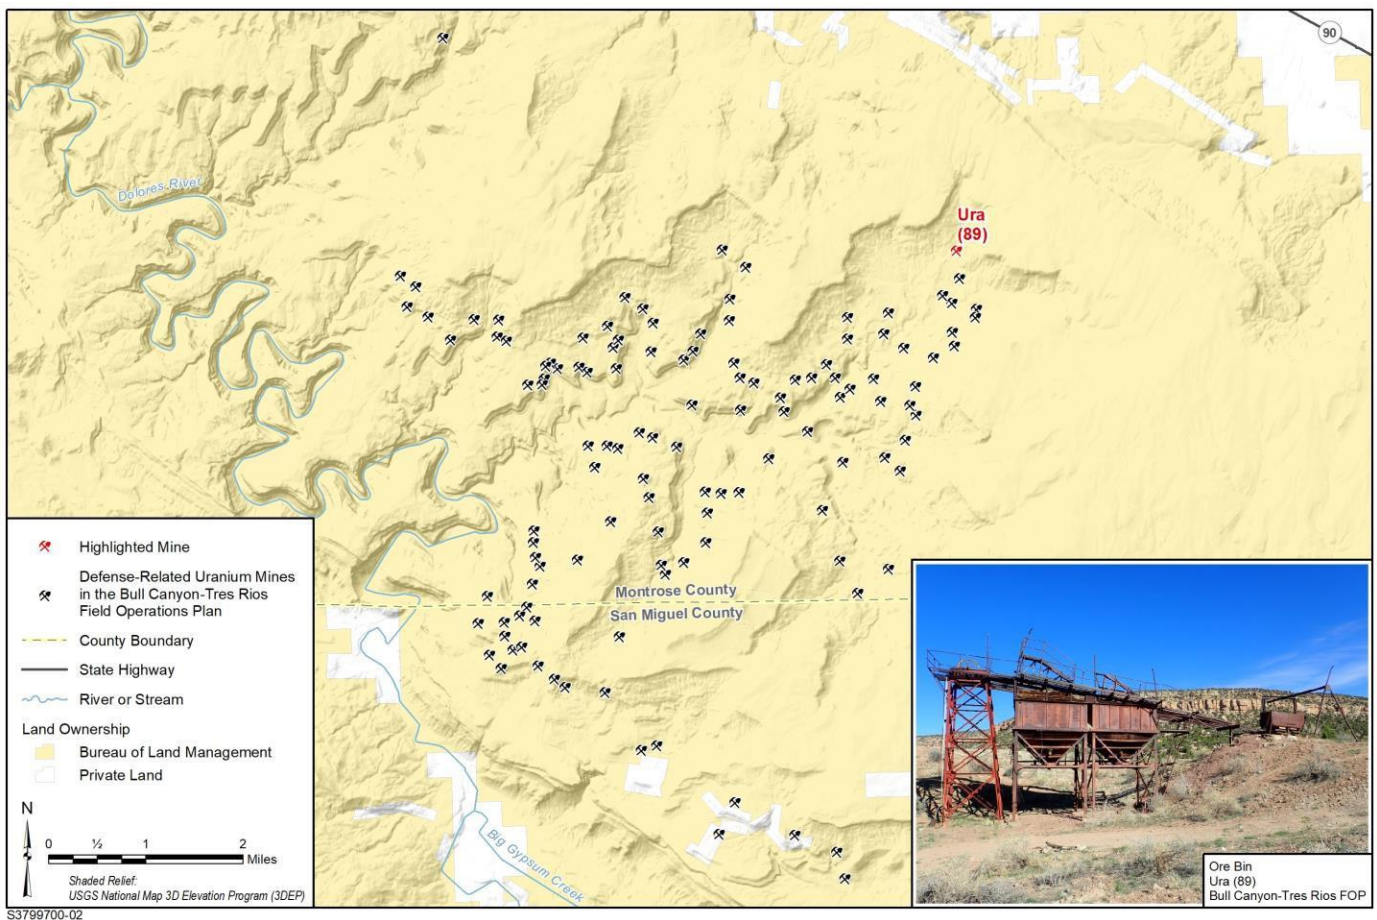 90
Dolores River
Ura
(89)
Montrose County
San Miguel County
Big Gypsum Creek
Highlighted Mine
Defense-Related Uranium Mines
in the Bull Canyon-Tres Rios
Field Operations Plan
County Boundary
State Highway
River or Stream
Land Ownership
Bureau of Land Management
Private Land
N
0 ½ 1 2
Miles
Shaded Relief:
USGS National Map 3D Elevation Program (3DEP)
Ore Bin
Ura (89)
Bull Canyon-Tres Rios FOP
S3799700-02